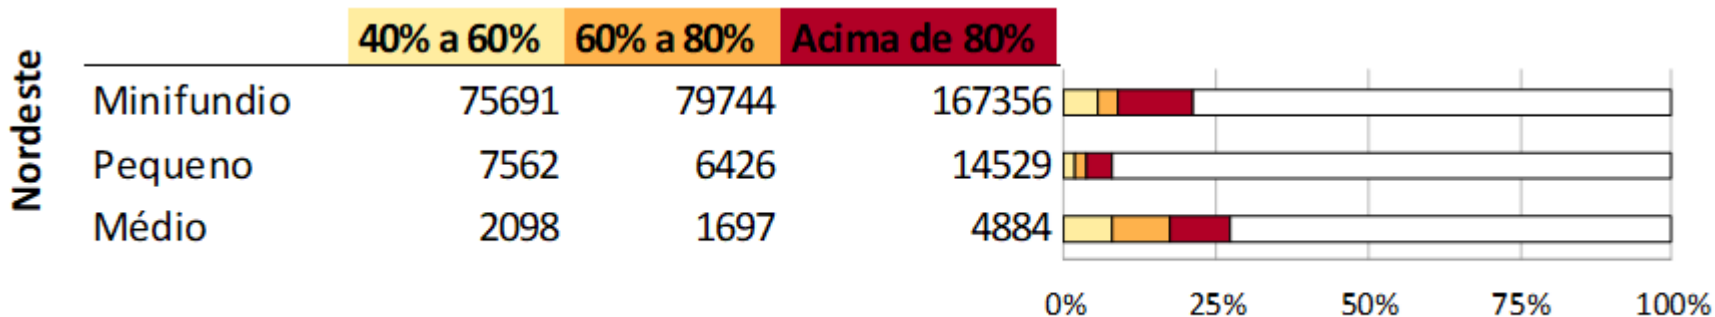 Nordeste
40% a 60% 60% a 80% Acima de 80%
Minifundio 75691 79744 167356
Pequeno 7562 6426 14529
Médio 2098 1697 4884
0% 25% 50% 75% 100%